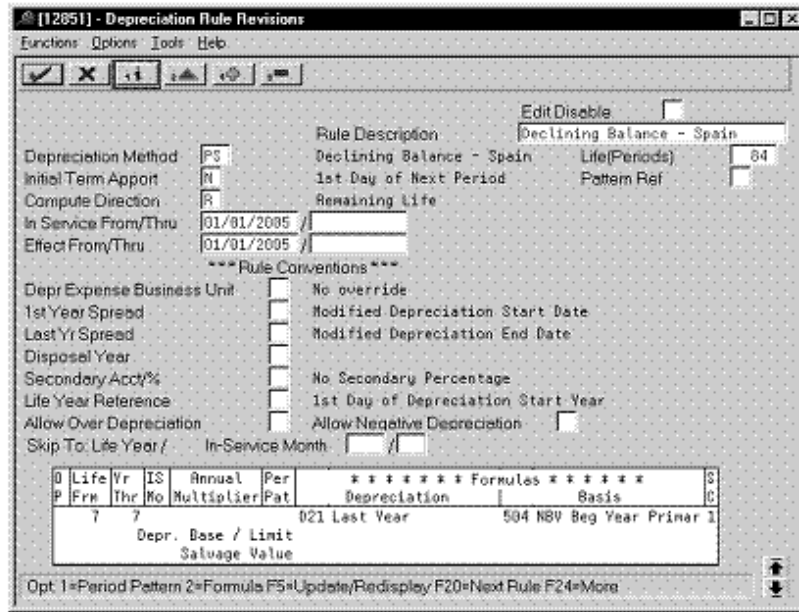 [12851] - Depreciation Rule Revisions
Functions Options Tools Help
Edit Disable
Rule Description Declining Balance - Spain
Depreciation Method PS Declining Balance - Spain Life(Periods) 84
Initial Term Apport N 1st Day of Next Period Pattern Ref
Compute Direction R Remaining Life
In Service From/Thru 01/01/2005 /
Effect From/Thru 01/01/2005 /
***Rule Conventions***
Depr Expense Business Unit No override
1st Year Spread Modified Depreciation Start Date
Last Yr Spread Modified Depreciation End Date
Disposal Year
Secondary Acct/% No Secondary Percentage
Life Year Reference 1st Day of Depreciation Start Year
Allow Over Depreciation Allow Negative Depreciation
Skip To: Life Year / In-Service Month /
O Life Yr IS Annual Per * * * * * * * Formulas * * * * * * S
P Frm Thr Mo Multiplier Pat Depreciation | Basis C
7 7 D21 Last Year 504 NBV Beg Year Primar 1
Depr. Base / Limit
Salvage Value
Opt: 1=Period Pattern 2=Formula F5=Update/Redisplay F20=Next Rule F24=More